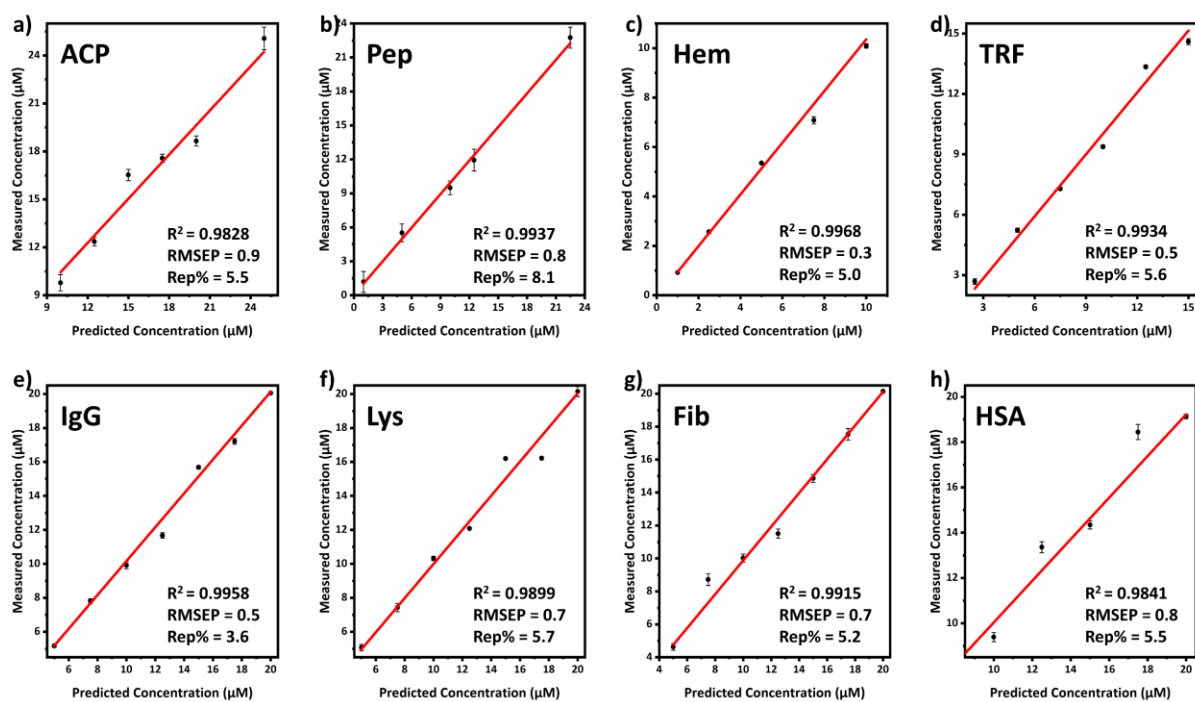 a)
ACP
Measured Concentration (µM)
27
24
21
18
15
12
9
R² = 0.9828
RMSEP = 0.9
Rep% = 5.5
12 15 18 21 24
Predicted Concentration (µM)
b)
Pep
Measured Concentration (µM)
24
21
18
15
12
9
6
3
0
R² = 0.9937
RMSEP = 0.8
Rep% = 8.1
0 3 6 9 12 15 18 21 24
Predicted Concentration (µM)
c)
Hem
Measured Concentration (µM)
10
8
6
4
2
0
R² = 0.9968
RMSEP = 0.3
Rep% = 5.0
0 2 4 6 8 10
Predicted Concentration (µM)
d)
TRF
Measured Concentration (µM)
15
12
9
6
3
R² = 0.9934
RMSEP = 0.5
Rep% = 5.6
3 6 9 12 15
Predicted Concentration (µM)
e)
IgG
Measured Concentration (µM)
20
18
16
14
12
10
8
6
R² = 0.9958
RMSEP = 0.5
Rep% = 3.6
6 8 10 12 14 16 18 20
Predicted Concentration (µM)
f)
Lys
Measured Concentration (µM)
20
18
16
14
12
10
8
6
R² = 0.9899
RMSEP = 0.7
Rep% = 5.7
6 8 10 12 14 16 18 20
Predicted Concentration (µM)
g)
Fib
Measured Concentration (µM)
20
18
16
14
12
10
8
6
4
R² = 0.9915
RMSEP = 0.7
Rep% = 5.2
4 6 8 10 12 14 16 18 20
Predicted Concentration (µM)
h)
HSA
Measured Concentration (µM)
20
18
16
14
12
10
R² = 0.9841
RMSEP = 0.8
Rep% = 5.5
10 12 14 16 18 20
Predicted Concentration (µM)